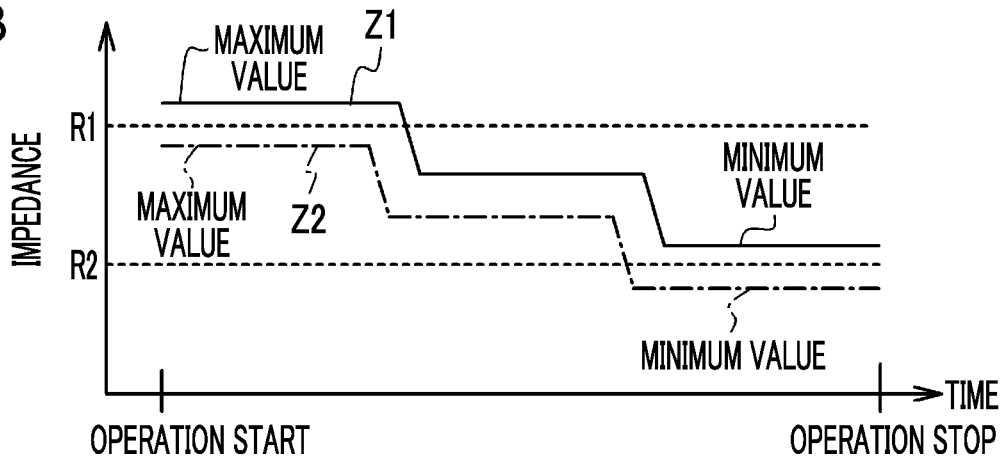 MAXIMUM
VALUE
Z1
R1
IMPEDANCE
MAXIMUM
VALUE
Z2
MINIMUM
VALUE
R2
MINIMUM VALUE
TIME
OPERATION START
OPERATION STOP